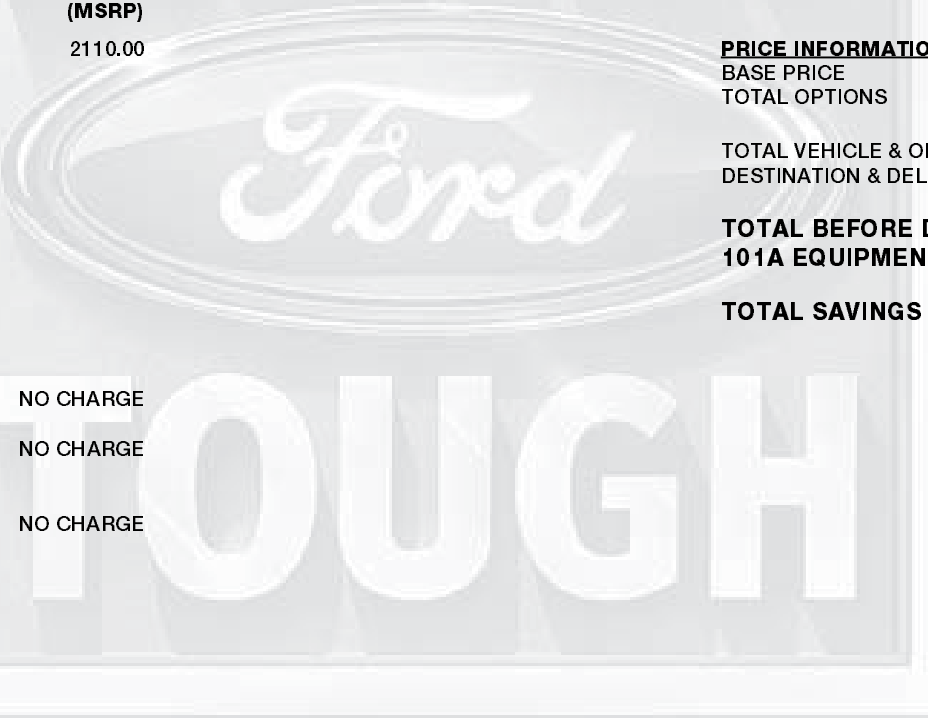 (MSRP)
2110.00
PRICE INFORMATIO
BASE PRICE
TOTAL OPTIONS
TOTAL VEHICLE & O
DESTINATION & DEL
TOTAL BEFORE D
101A EQUIPMEN
TOTAL SAVINGS
Ford
NO CHARGE
NO CHARGE
NO CHARGE
TOUGH